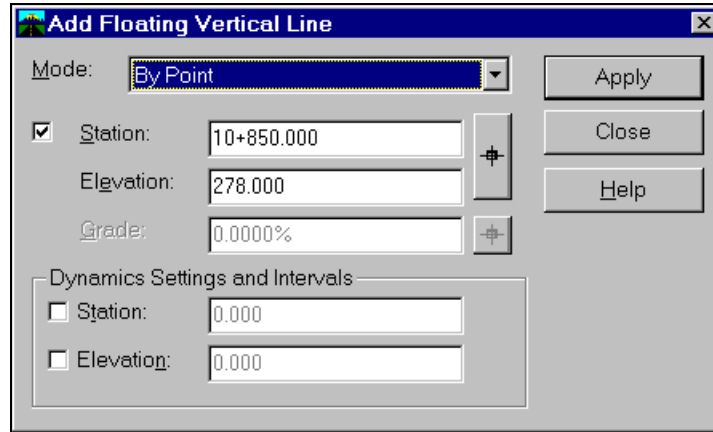 Add Floating Vertical Line
Mode: By Point
Apply
Station: 10+850.000
Close
Elevation: 278.000
Help
Grade: 0.0000%
Dynamics Settings and Intervals
Station: 0.000
Elevation: 0.000